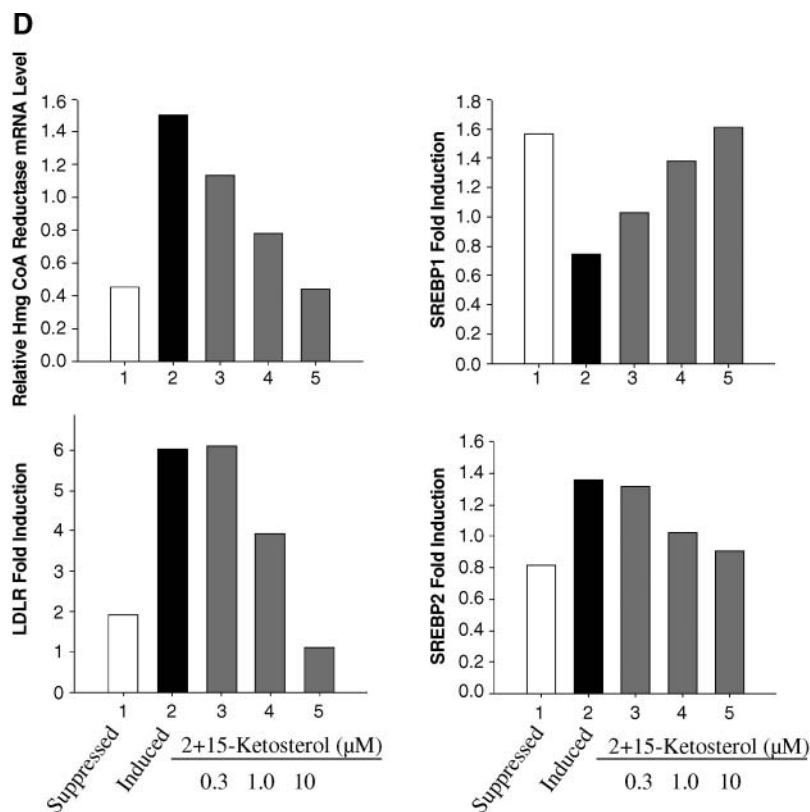 D
Relative Hmg CoA Reductase mRNA Level
1.6
1.4
1.2
1.0
0.8
0.6
0.4
0.2
0.0
1 2 3 4 5
SREBP1 Fold Induction
1.8
1.6
1.4
1.2
1.0
0.8
0.6
0.4
0.2
0.0
1 2 3 4 5
LDLR Fold Induction
6
5
4
3
2
1
0
1 2 3 4 5
Suppressed
Induced
2+15-Ketosterol (μM)
0.3 1.0 10
SREBP2 Fold Induction
1.6
1.4
1.2
1.0
0.8
0.6
0.4
0.2
0.0
1 2 3 4 5
Suppressed
Induced
2+15-Ketosterol (μM)
0.3 1.0 10